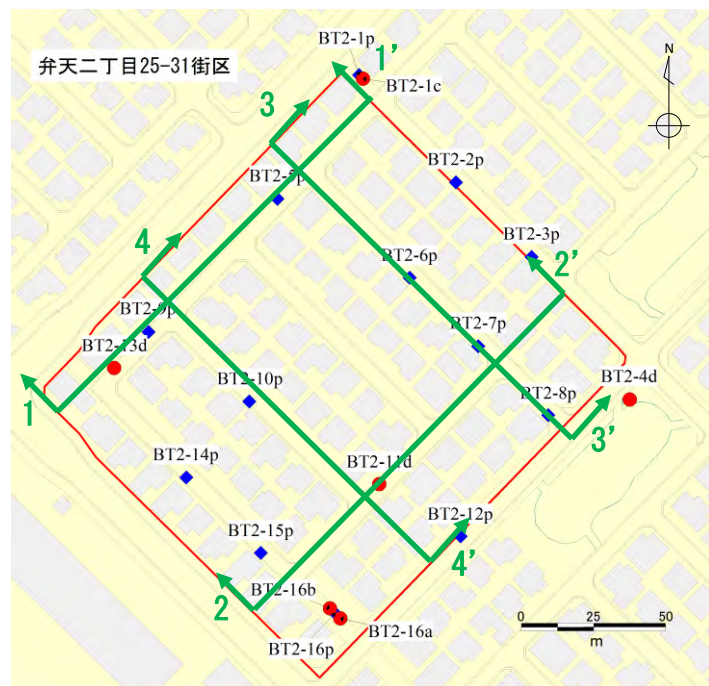 BT2-1p
弁天二丁目25-31街区
1'
BT2-1c
N
3
BT2-2p
BT2-5p
BT2-3p
4
BT2-6p
2'
BT2-9p
BT2-7p
BT2-13d
BT2-4d
BT2-10p
BT2-8p
1
3'
BT2-14p
BT2-11d
BT2-12p
BT2-15p
4'
BT2-16b
2
0 25 50
m
BT2-16a
BT2-16p